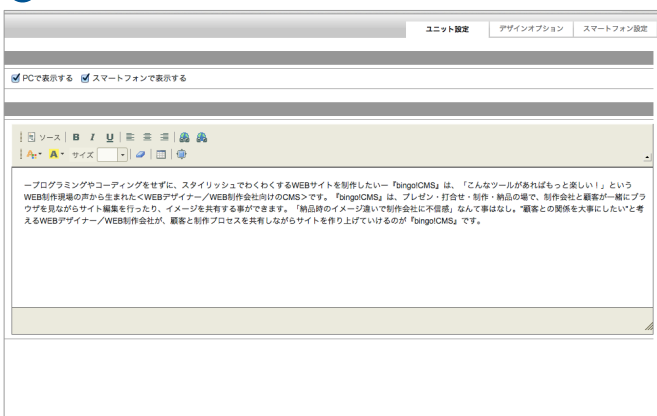 ユニット設定 デザインオプション スマートフォン設定
PCで表示する スマートフォンで表示する
ソース B I U
A A サイズ
ープログラミングやコーディングをせずに、スタイリッシュでわくわくするWEBサイトを制作したいー『bingo!CMS』は、「こんなツールがあればもっと楽しい！」という
WEB制作現場の声から生まれた<WEBデザイナー／WEB制作会社向けのCMS>です。『bingo!CMS』は、プレゼン・打合せ・制作・納品の場で、制作会社と顧客が一緒にブラ
ウザを見ながらサイト編集を行ったり、イメージを共有する事ができます。「納品時のイメージ違いで制作会社に不信感」なんて事はなし。"顧客との関係を大事にしたい"と考
えるWEBデザイナー／WEB制作会社が、顧客と制作プロセスを共有しながらサイトを作り上げていけるのが『bingo!CMS』です。